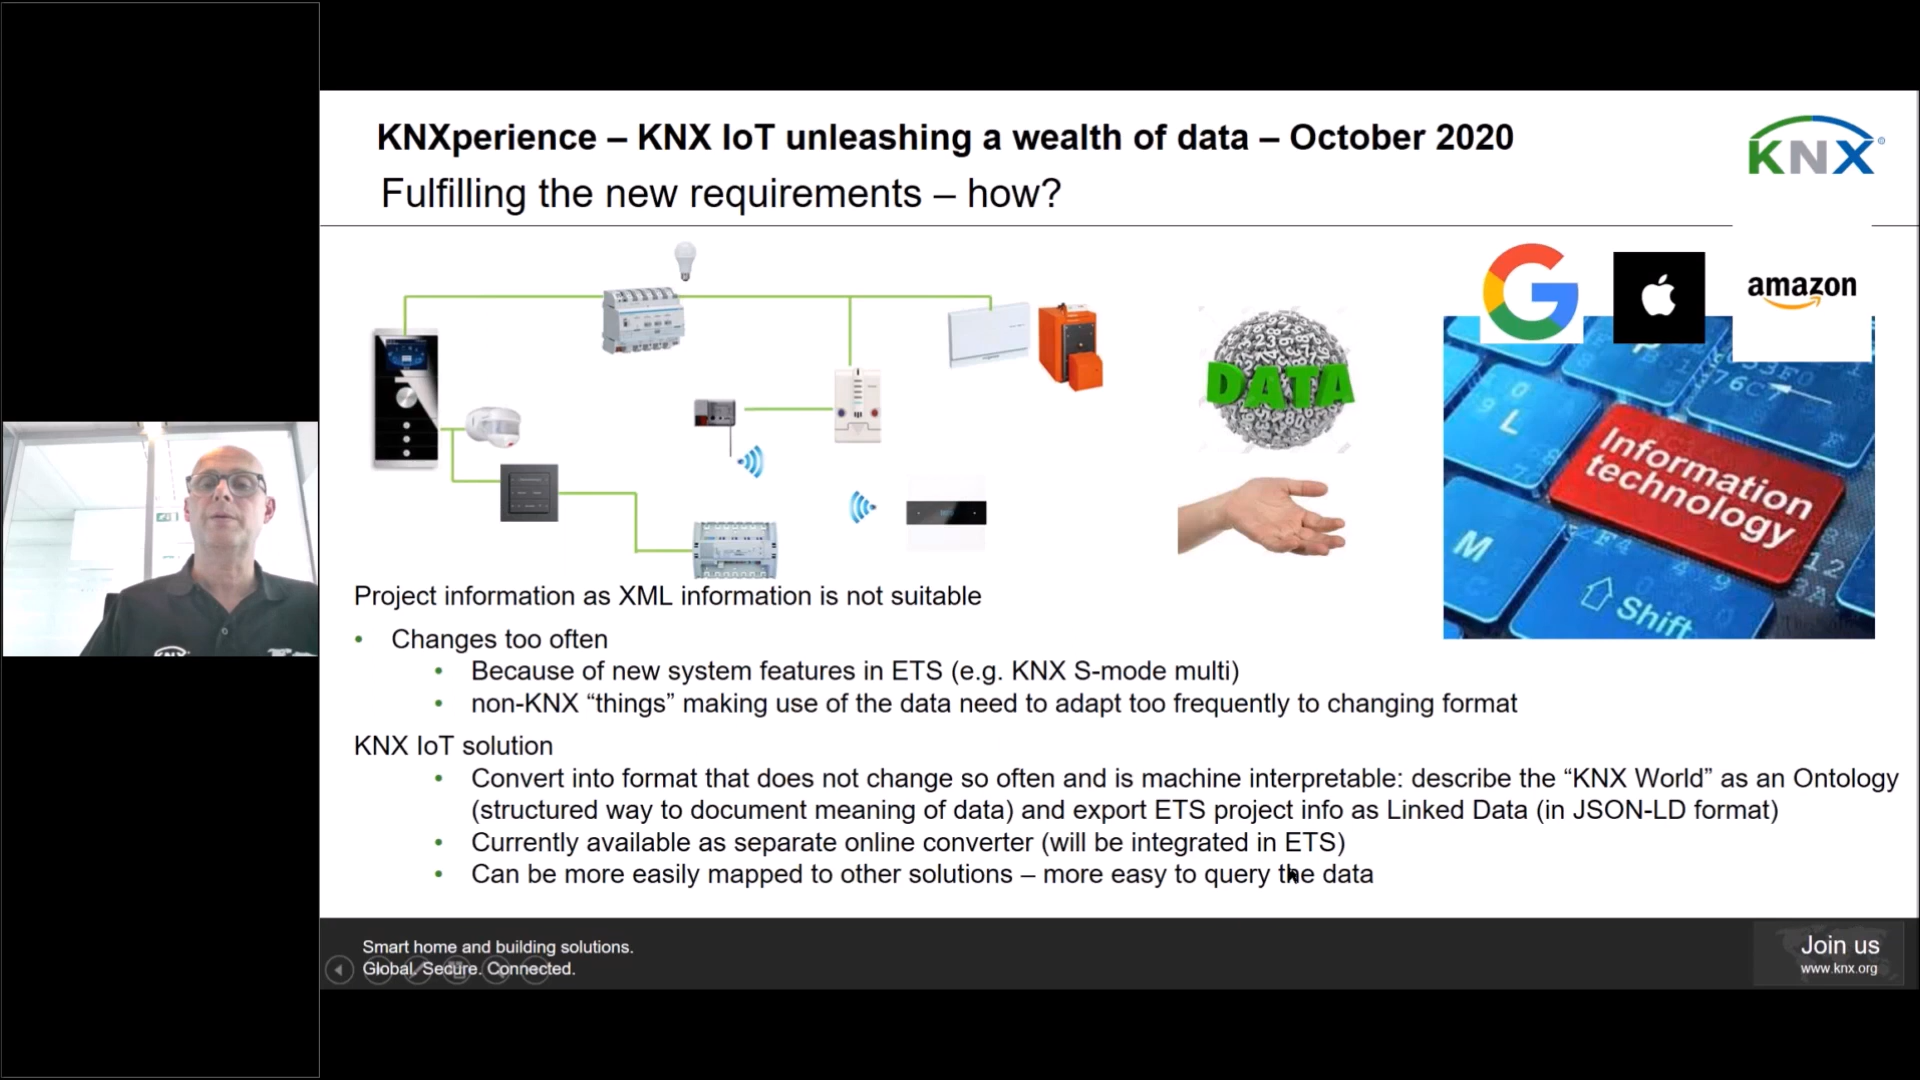 KNXperience – KNX IoT unleashing a wealth of data – October 2020
KNX
Fulfilling the new requirements – how?
amazon
DATA
Information
technology
L
M
Shift
Project information as XML information is not suitable
• Changes too often
• Because of new system features in ETS (e.g. KNX S-mode multi)
• non-KNX “things” making use of the data need to adapt too frequently to changing format
KNX IoT solution
• Convert into format that does not change so often and is machine interpretable: describe the “KNX World” as an Ontology
(structured way to document meaning of data) and export ETS project info as Linked Data (in JSON-LD format)
• Currently available as separate online converter (will be integrated in ETS)
• Can be more easily mapped to other solutions – more easy to query the data
Smart home and building solutions.
Global. Secure. Connected.
Join us
www.knx.org